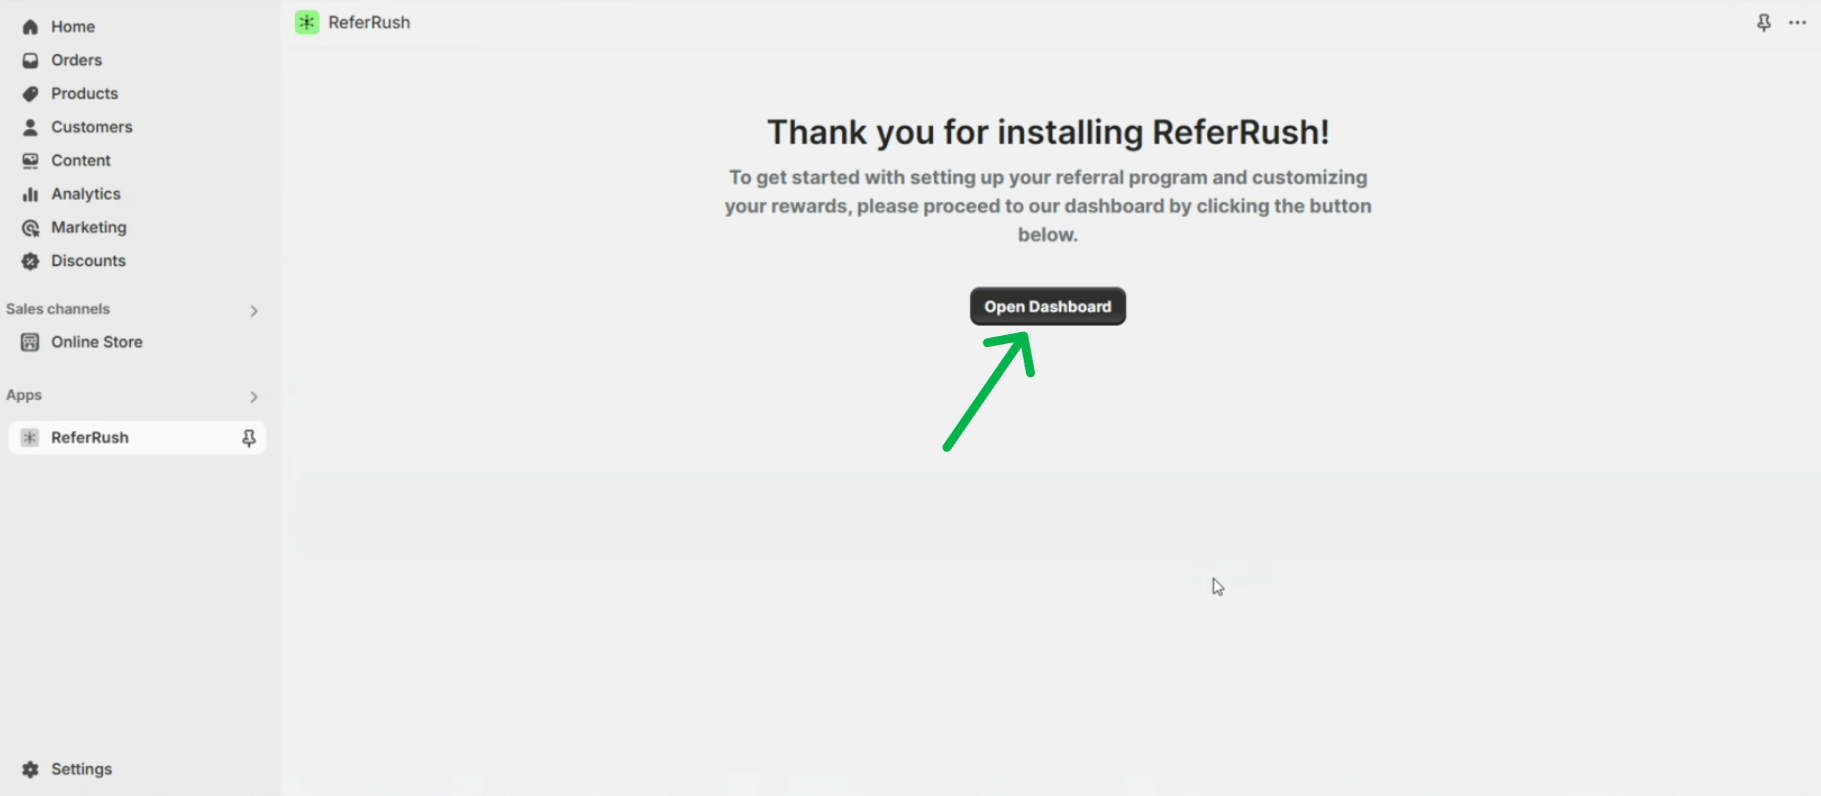 Home
Orders
Products
Customers
Content
Analytics
Marketing
Discounts
Sales channels
Online Store
Apps
ReferRush
Settings
ReferRush
Thank you for installing ReferRush!
To get started with setting up your referral program and customizing
your rewards, please proceed to our dashboard by clicking the button
below.
Open Dashboard